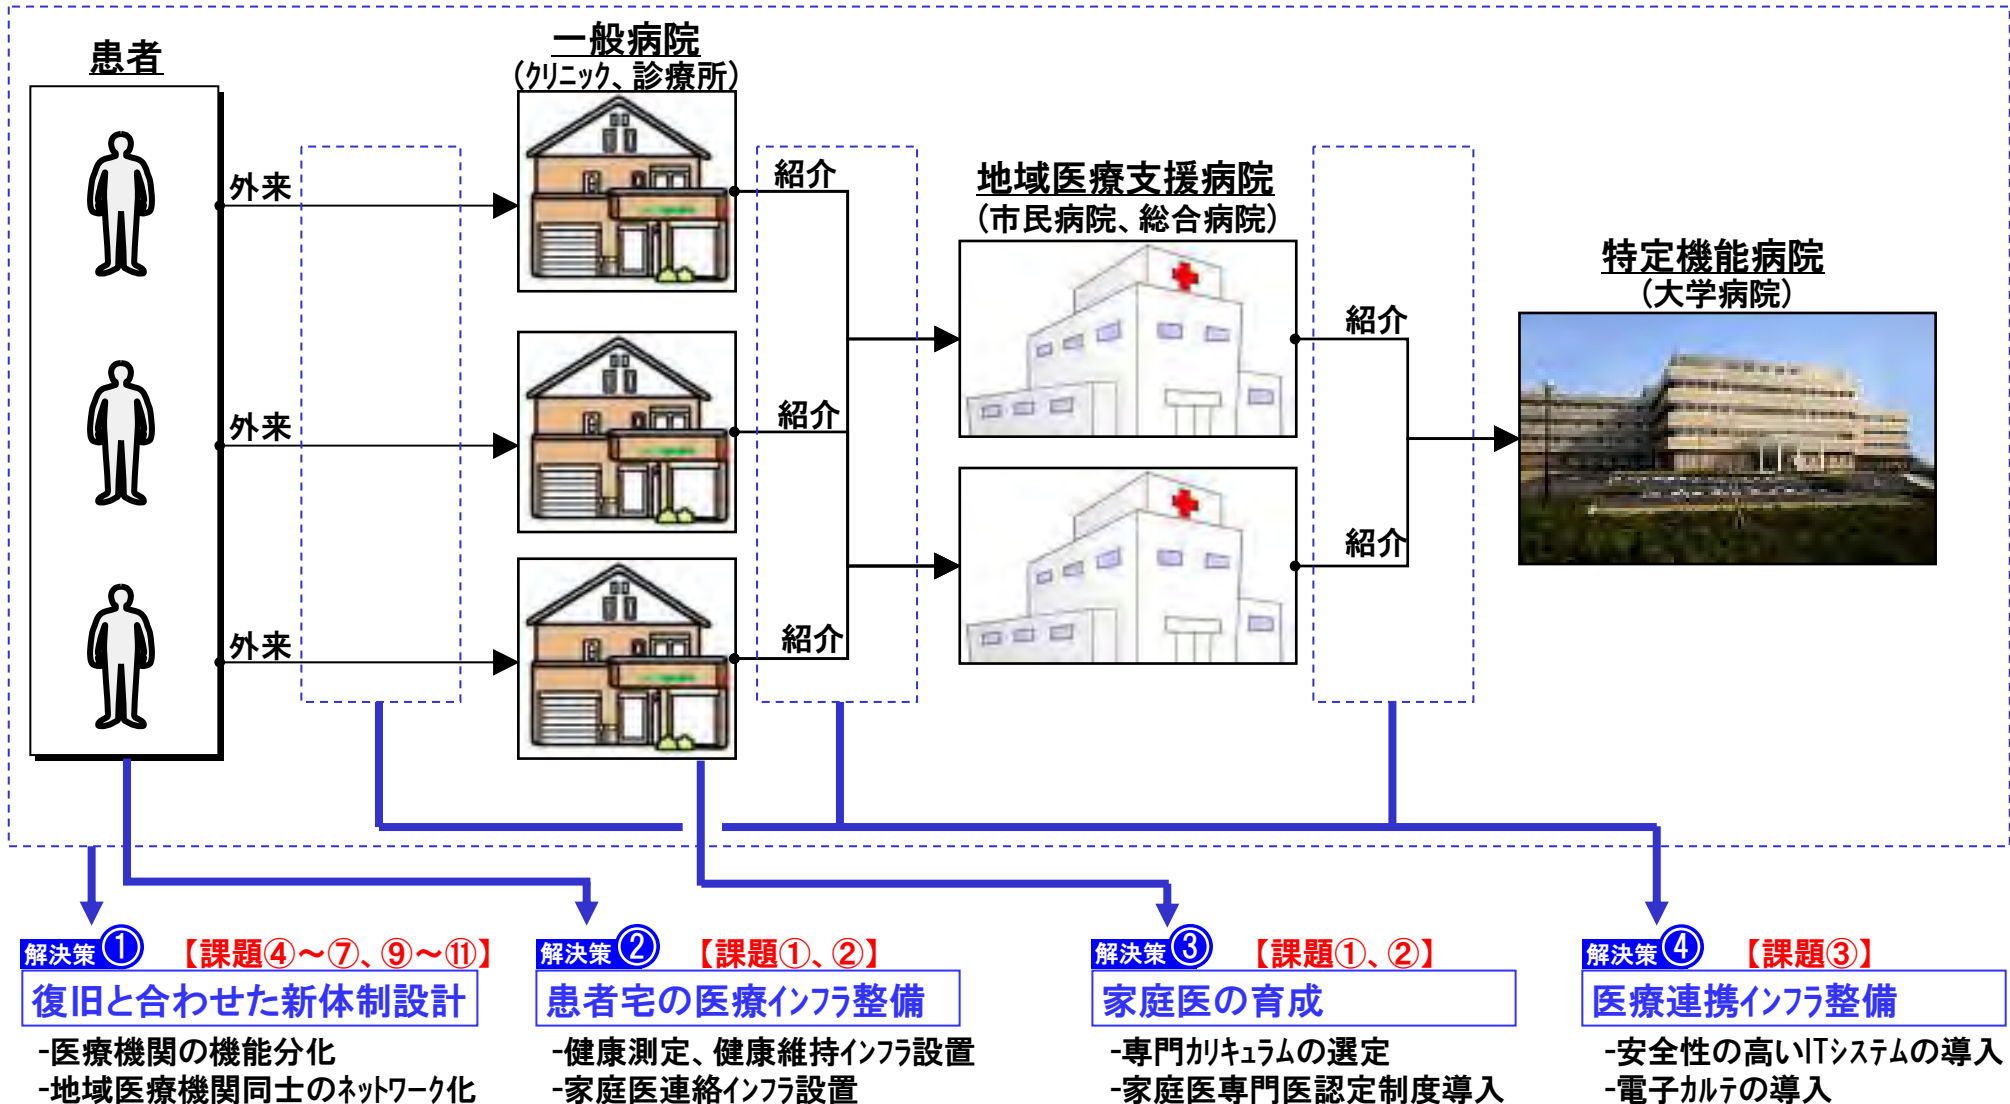 患者
一般病院
(クリニック、診療所)
外来
外来
外来
紹介
紹介
紹介
地域医療支援病院
(市民病院、総合病院)
紹介
紹介
特定機能病院
(大学病院)
解決策① 【課題④～⑦、⑨～⑪】
復旧と合わせた新体制設計
-医療機関の機能分化
-地域医療機関同士のネットワーク化
解決策② 【課題①、②】
患者宅の医療インフラ整備
-健康測定、健康維持インフラ設置
-家庭医連絡インフラ設置
解決策③ 【課題①、②】
家庭医の育成
-専門カリキュラムの選定
-家庭医専門医認定制度導入
解決策④ 【課題③】
医療連携インフラ整備
-安全性の高いITシステムの導入
-電子カルテの導入